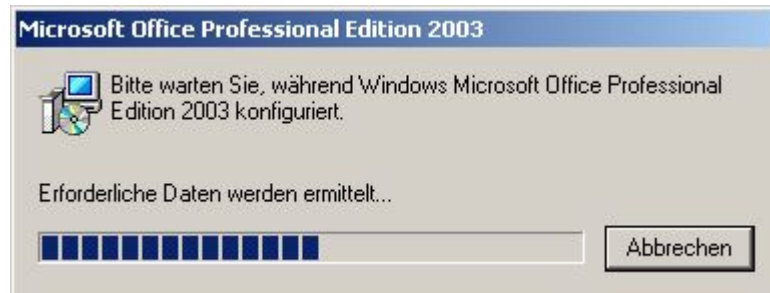 Microsoft Office Professional Edition 2003
Bitte warten Sie, während Windows Microsoft Office Professional
Edition 2003 konfiguriert.
Erforderliche Daten werden ermittelt...
Abbrechen